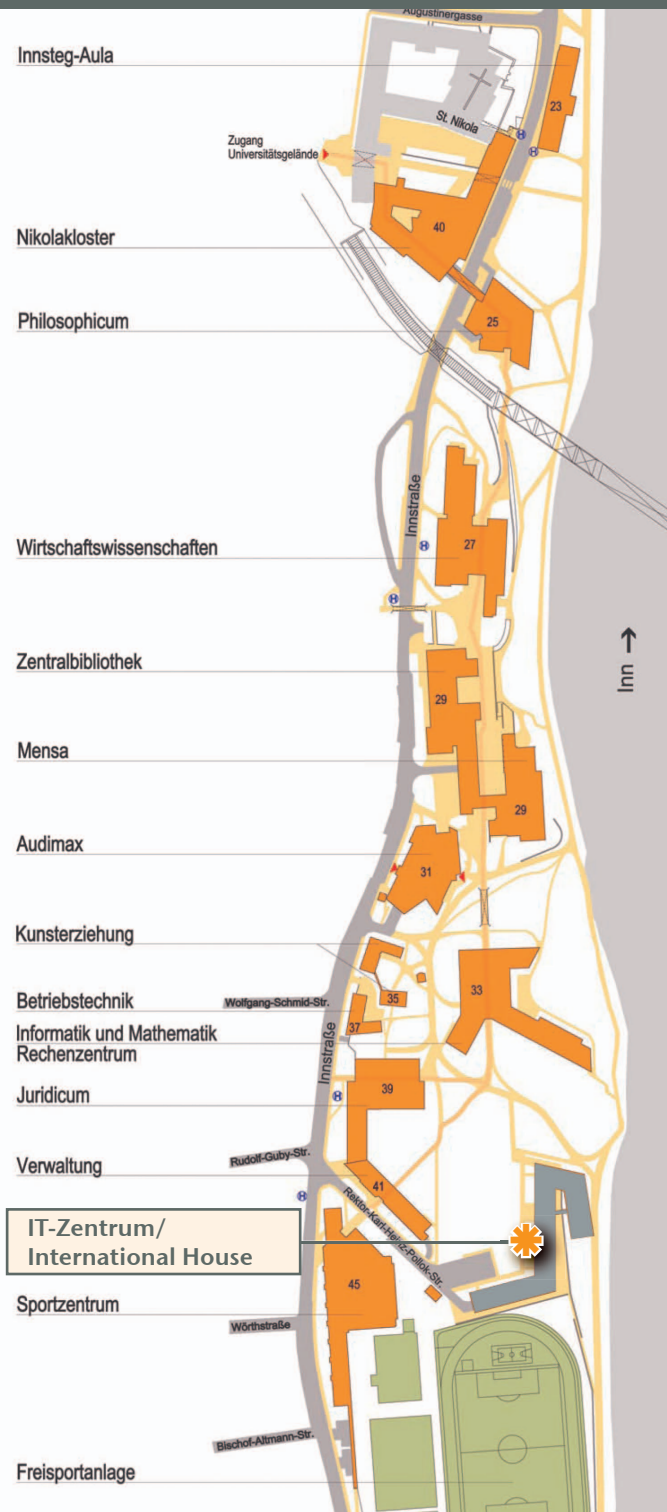 Augustinergasse
Innsteg-Aula
23
St. Nikola
H
H
Zugang
Universitätsgelände
40
Nikolakloster
Philosophicum
25
Innstraße
Wirtschaftswissenschaften
27
H
H
Inn
Zentralbibliothek
29
Mensa
29
Audimax
31
Kunsterziehung
35
Betriebstechnik
Wolfgang-Schmid-Str.
33
37
Informatik und Mathematik
Rechenzentrum
Innstraße
Juridicum
39
H
Rudolf-Guby-Str.
Verwaltung
41
H
Rektor-Karl-Heinz-Pollok-Str.
IT-Zentrum/
International House
45
Sportzentrum
Wörthstraße
Bischof-Altmann-Str.
Freisportanlage